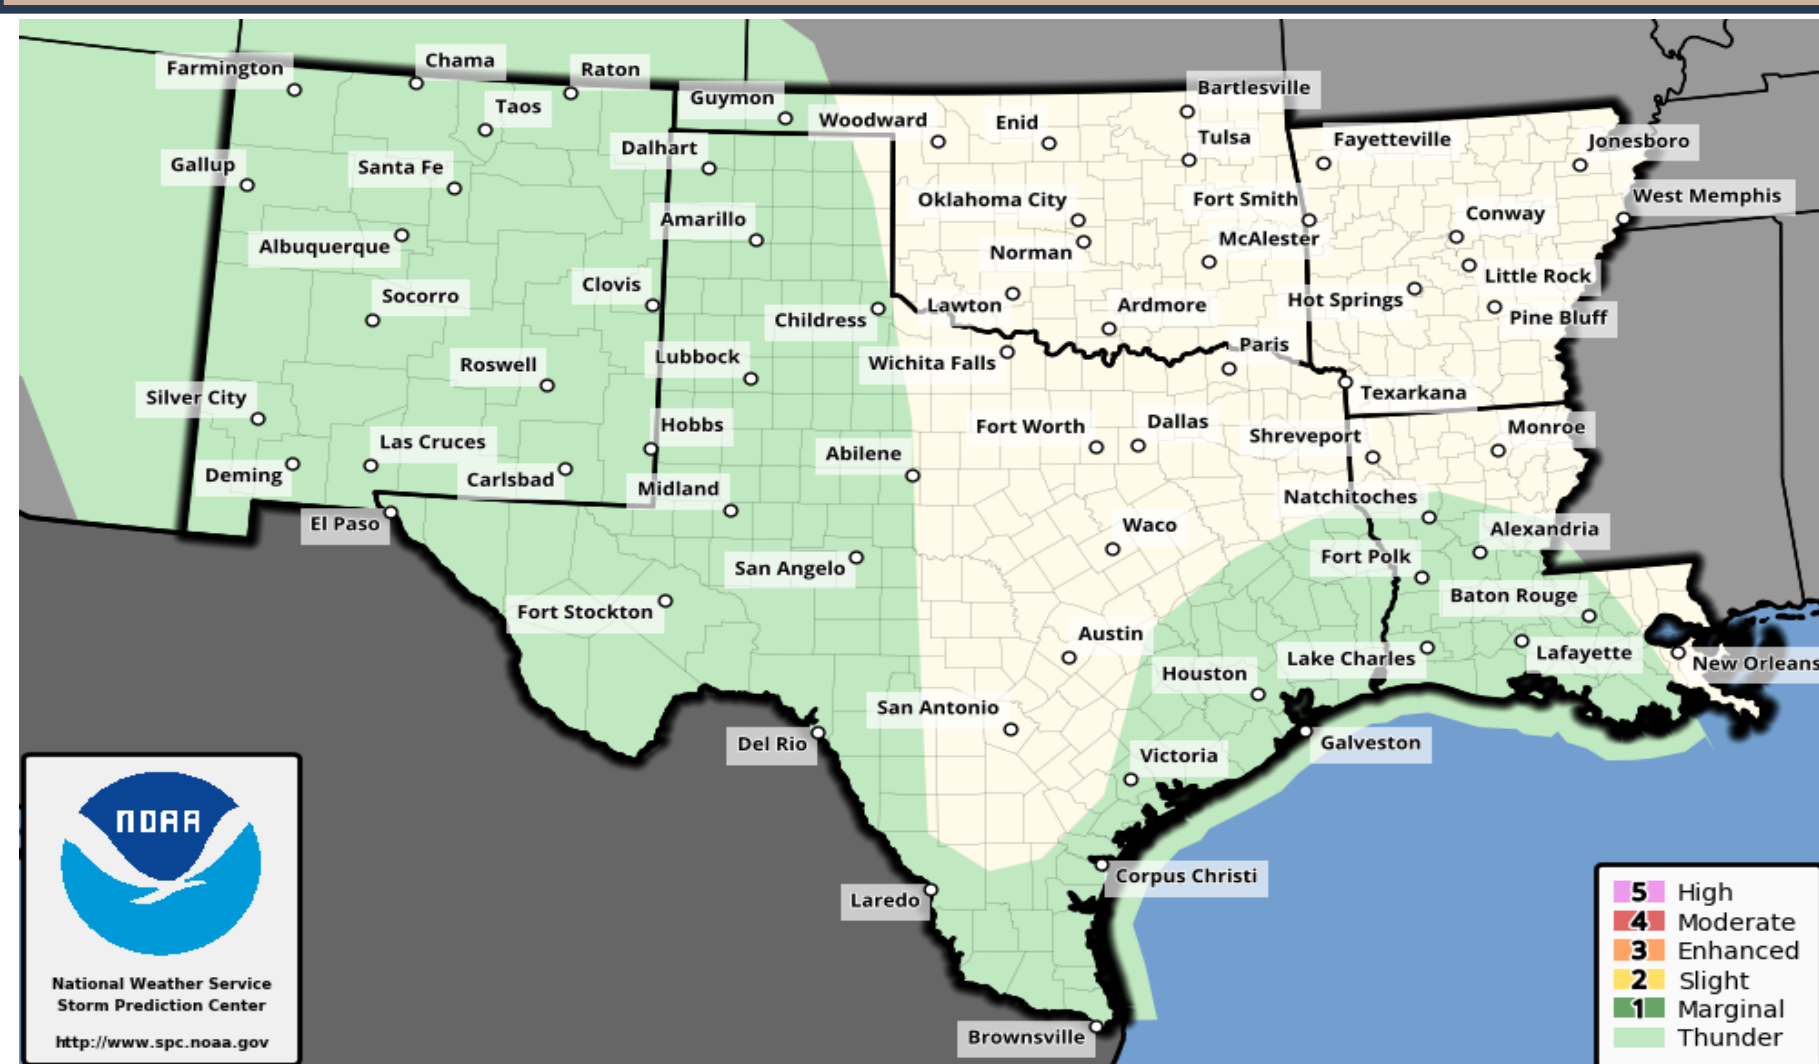 Farmington
Chama
Raton
Taos
Guymon
Woodward
Enid
Bartlesville
Tulsa
Fayetteville
Jonesboro
Gallup
Santa Fe
Dalhart
Oklahoma City
Fort Smith
Conway
West Memphis
Albuquerque
Amarillo
Norman
McAlester
Little Rock
Socorro
Clovis
Childress
Lawton
Ardmore
Hot Springs
Pine Bluff
Roswell
Lubbock
Wichita Falls
Paris
Texarkana
Silver City
Las Cruces
Hobbs
Abilene
Fort Worth
Dallas
Shreveport
Monroe
Deming
Carlsbad
Midland
Natchitoches
El Paso
Waco
Alexandria
San Angelo
Fort Polk
Fort Stockton
Austin
Baton Rouge
Houston
Lake Charles
Lafayette
New Orleans
San Antonio
Del Rio
Victoria
Galveston
Laredo
Corpus Christi
Brownsville
NOAA
National Weather Service
Storm Prediction Center
http://www.spc.noaa.gov
5 High
4 Moderate
3 Enhanced
2 Slight
1 Marginal
Thunder